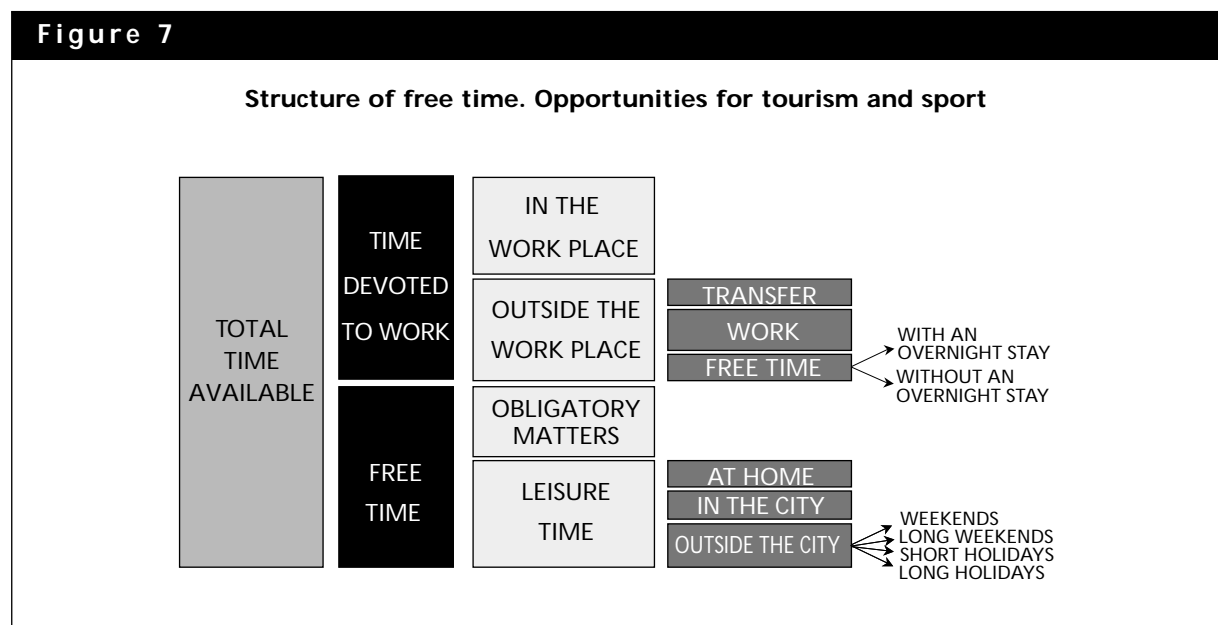 Figure 7
Structure of free time. Opportunities for tourism and sport
TOTAL
TIME
AVAILABLE
TIME
DEVOTED
TO WORK
FREE
TIME
IN THE
WORK PLACE
OUTSIDE THE
WORK PLACE
OBLIGATORY
MATTERS
LEISURE
TIME
TRANSFER
WORK
FREE TIME
WITH AN
OVERNIGHT STAY
WITHOUT AN
OVERNIGHT STAY
AT HOME
IN THE CITY
OUTSIDE THE CITY
WEEKENDS
LONG WEEKENDS
SHORT HOLIDAYS
LONG HOLIDAYS